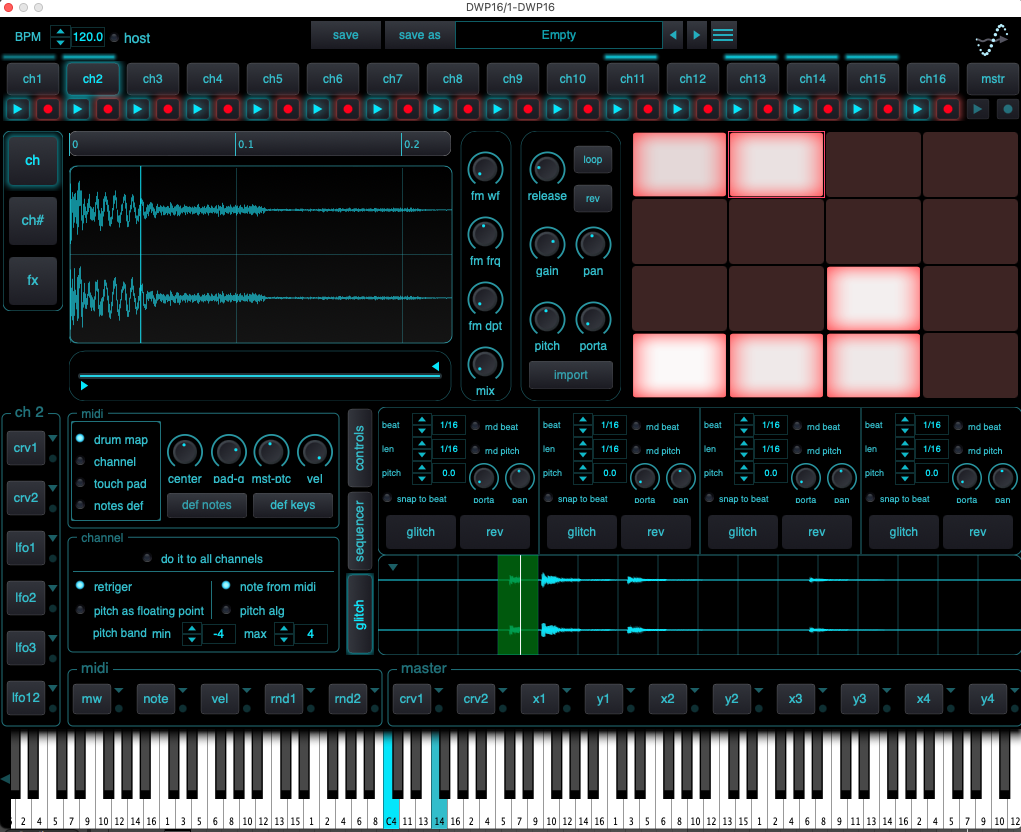 DWP16/1-DWP16
BPM 120.0 host save save as Empty
ch1 ch2 ch3 ch4 ch5 ch6 ch7 ch8 ch9 ch10 ch11 ch12 ch13 ch14 ch15 ch16 mstr
ch
ch#
fx
0 0.1 0.2
fm wf
fm frq
fm dpt
mix
release loop
rev
gain pan
pitch porta
import
ch 2
crv1
crv2
lfo1
lfo2
lfo3
lfo12
midi
drum map
channel
touch pad
notes def
center pad-α mst-ptc vel
def notes def keys
channel
do it to all channels
retriger note from midi
pitch as floating point pitch alg
pitch band min -4 max 4
controls
sequencer
glitch
beat 1/16 rnd beat beat 1/16 rnd beat beat 1/16 rnd beat beat 1/16 rnd beat
len 1/16 rnd pitch len 1/16 rnd pitch len 1/16 rnd pitch len 1/16 rnd pitch
pitch 0.0 pitch 0.0 pitch 0.0 pitch 0.0
snap to beat porta pan snap to beat porta pan snap to beat porta pan snap to beat porta pan
glitch rev glitch rev glitch rev glitch rev
midi
mw note vel rnd1 rnd2
master
crv1 crv2 x1 y1 x2 y2 x3 y3 x4 y4
2 4 5 7 9 10 12 13 15 1 3 4 6 8 9 11 12 14 16 1 2 4 6 8 C4 11 13 14 16 2 4 5 7 9 10 12 14 16 1 3 5 6 8 10 11 13 15 1 2 4 6 7 9 11 12 14 16 2 3 5 7 9 10 12